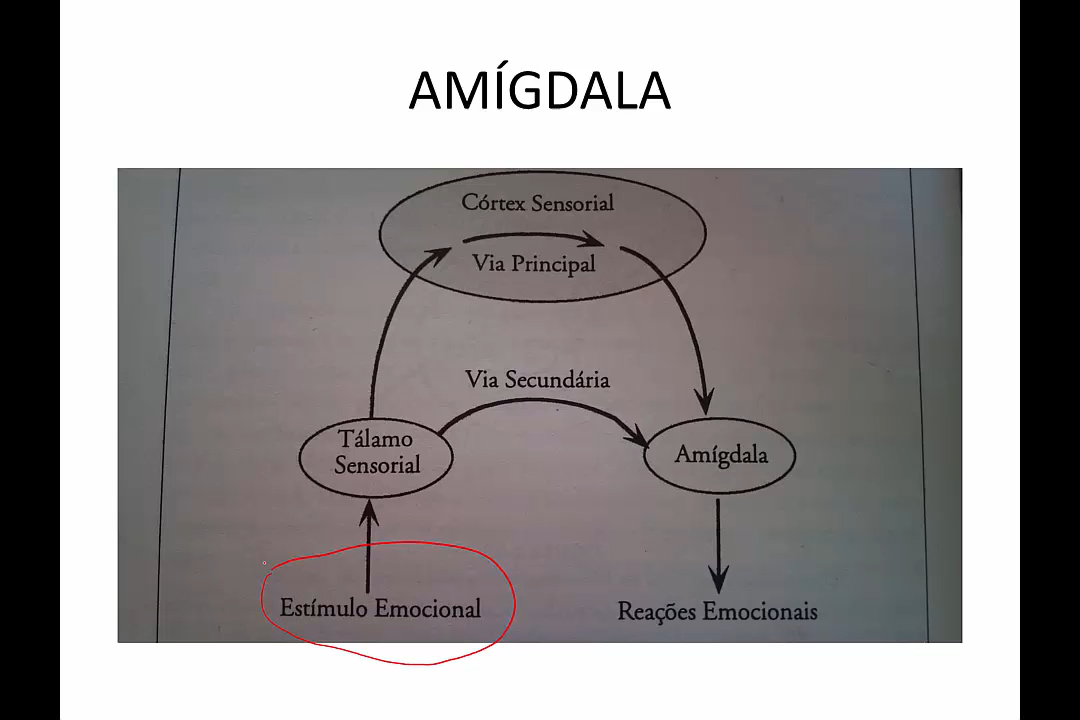 AMÍGDALA
Córtex Sensorial
Via Principal
Via Secundária
Tálamo
Sensorial
Amígdala
Estímulo Emocional
Reações Emocionais